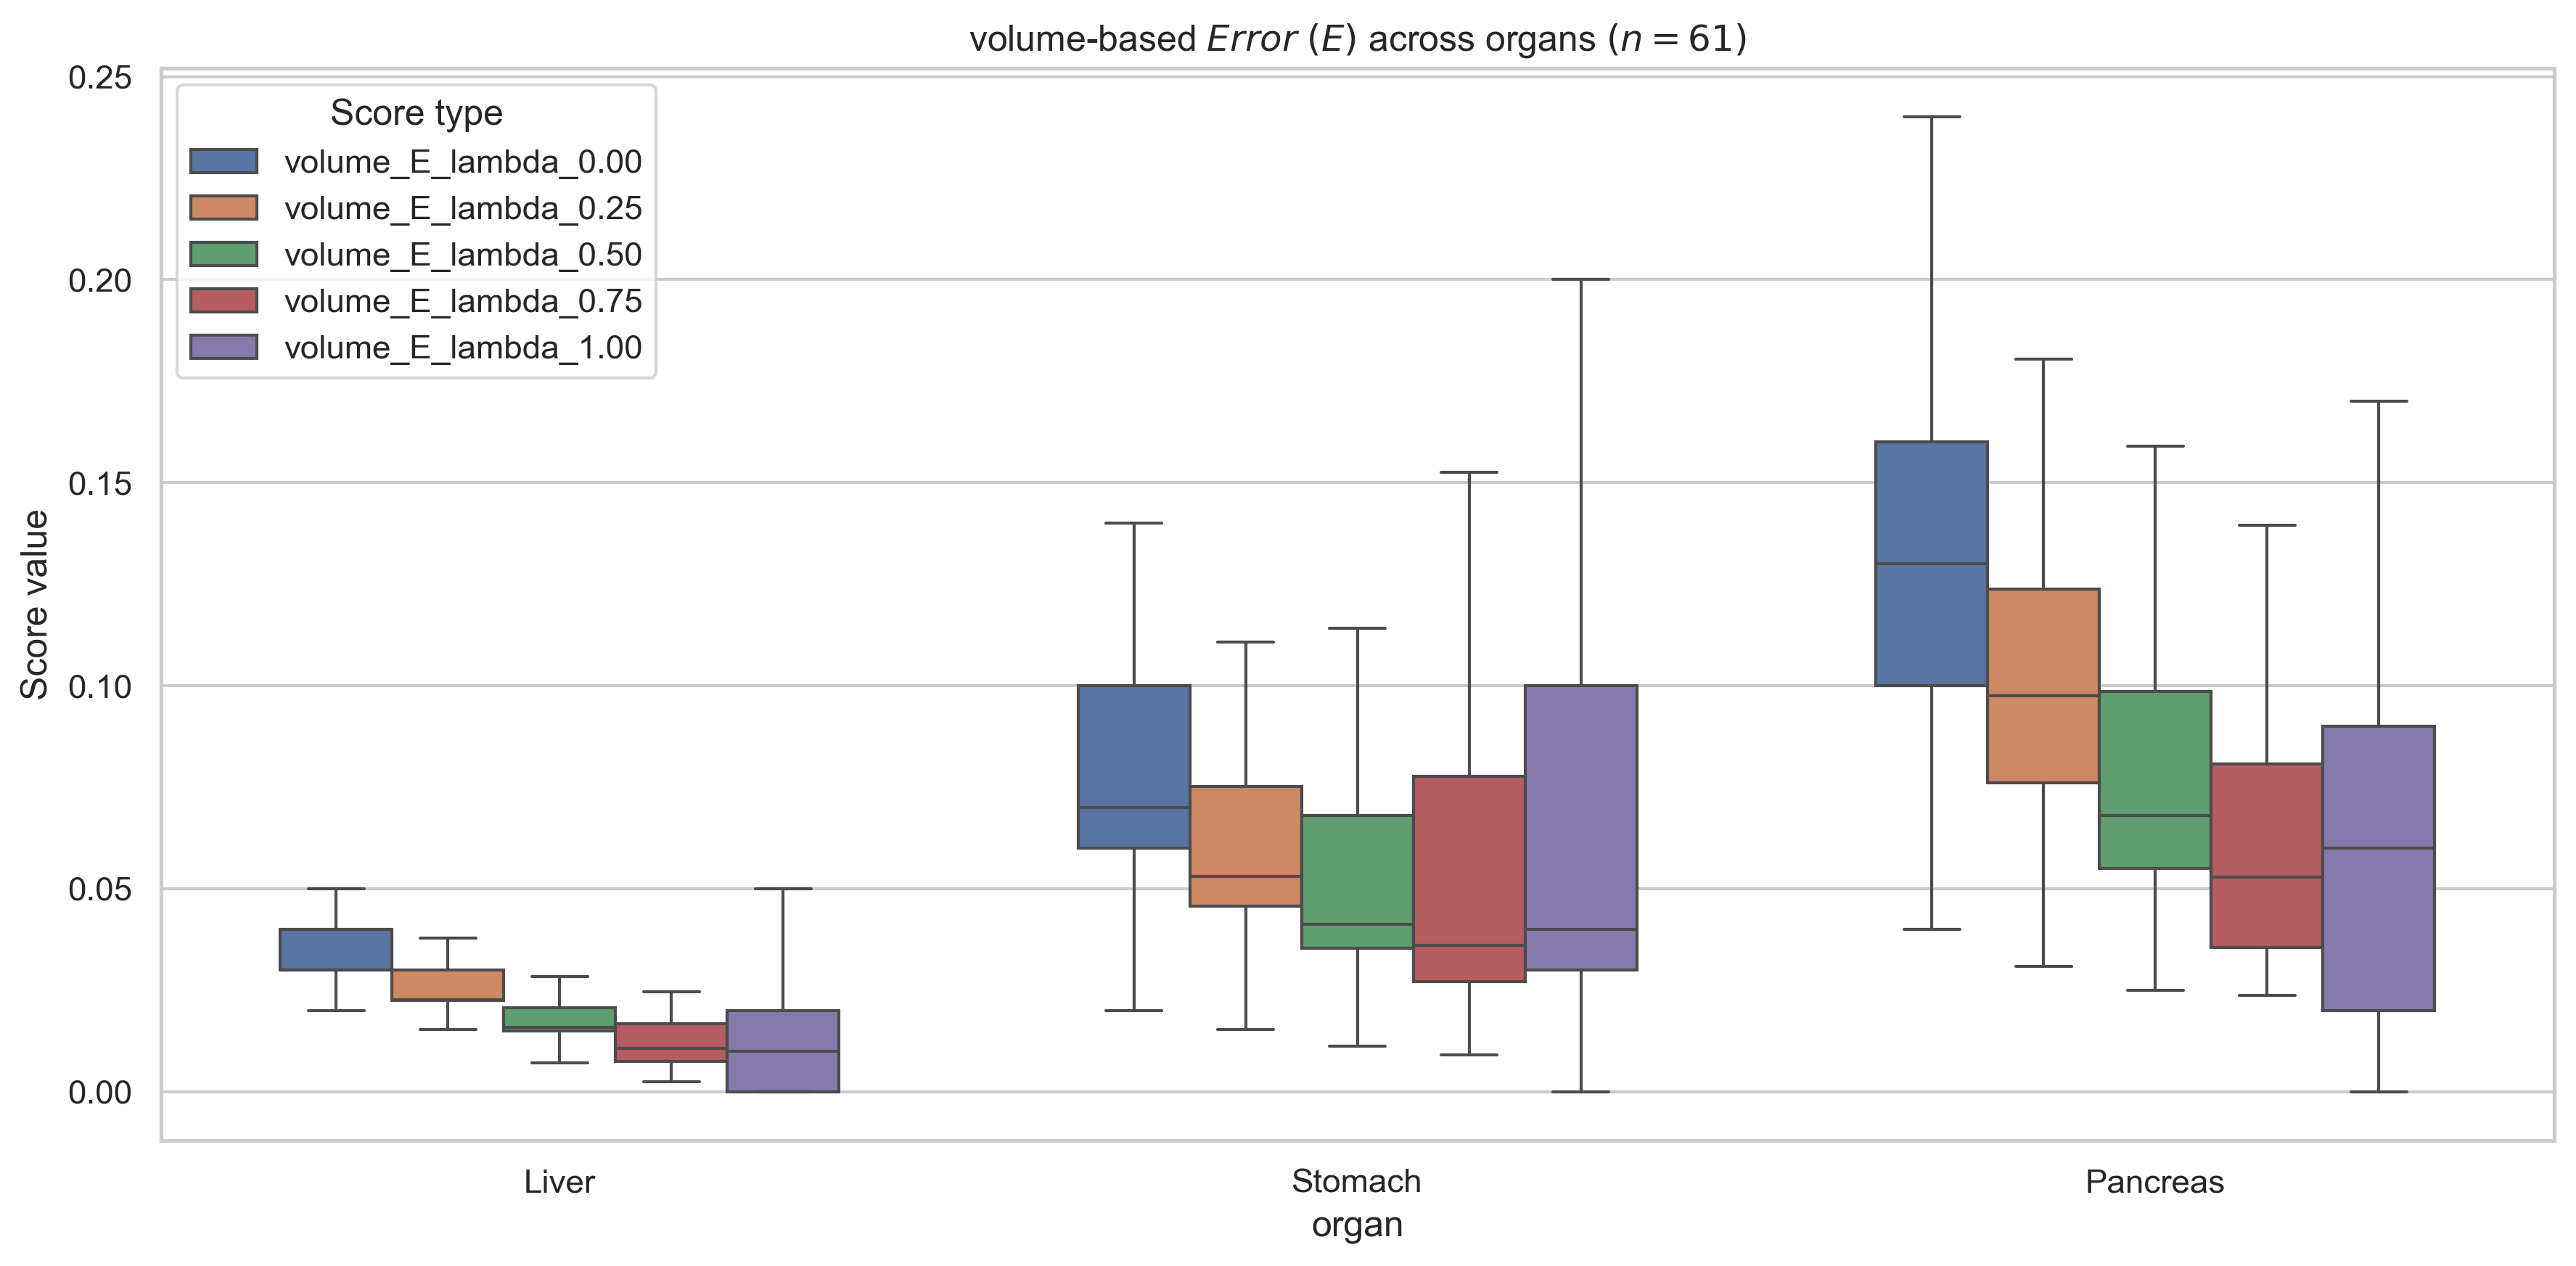 volume-based Error (E) across organs (n = 61)
Score type
volume_E_lambda_0.00
volume_E_lambda_0.25
volume_E_lambda_0.50
volume_E_lambda_0.75
volume_E_lambda_1.00
Score value
0.25
0.20
0.15
0.10
0.05
0.00
Liver
Stomach
Pancreas
organ